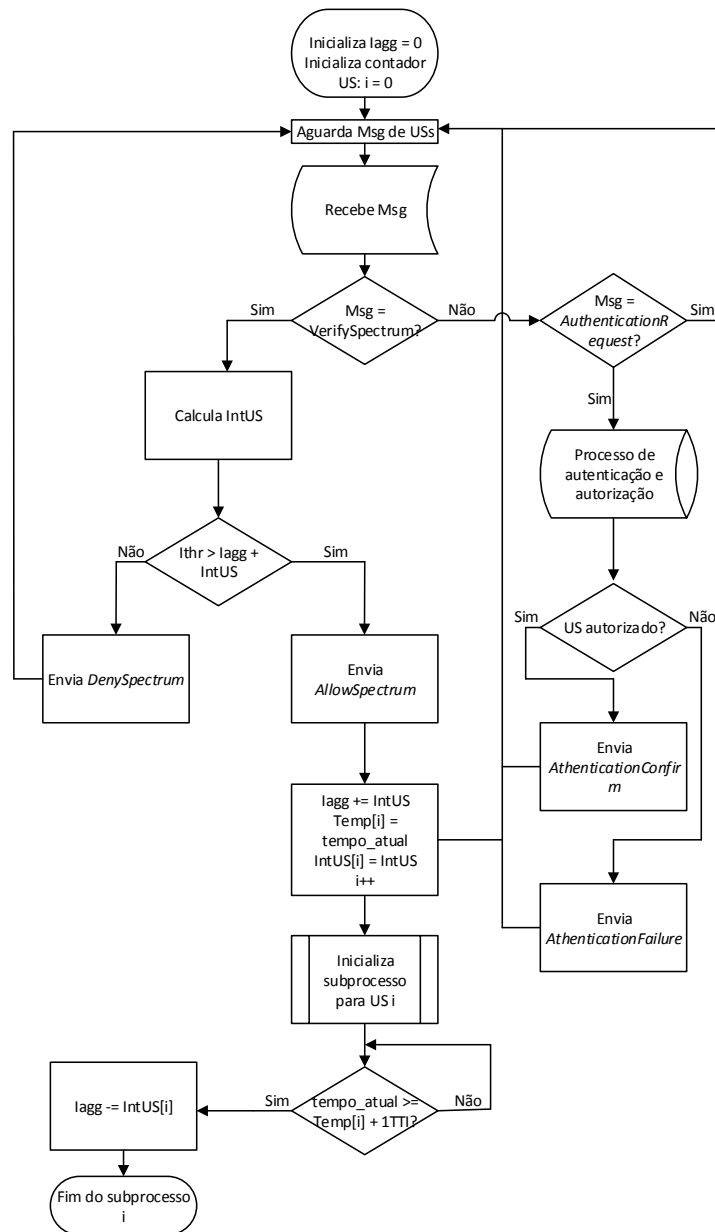 Inicializa Iagg = 0
Inicializa contador
US: i = 0
Aguarda Msg de USs
Recebe Msg
Sim
Msg =
VerifySpectrum?
Não
Msg =
AuthenticationR
equest?
Sim
Sim
Calcula IntUS
Processo de
autenticação e
autorização
Não
Ithr > Iagg +
IntUS
Sim
Sim
US autorizado?
Não
Envia DenySpectrum
Envia
AllowSpectrum
Envia
AthenticationConfir
m
Iagg += IntUS
Temp[i] =
tempo_atual
IntUS[i] = IntUS
i++
Envia
AthenticationFailure
Inicializa
subprocesso
para US i
Iagg -= IntUS[i]
Sim
tempo_atual >=
Temp[i] + 1TTI?
Não
Fim do subprocesso
i